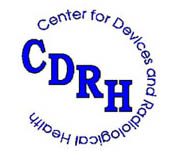 Center for Devices and Radiological Health
CDRH